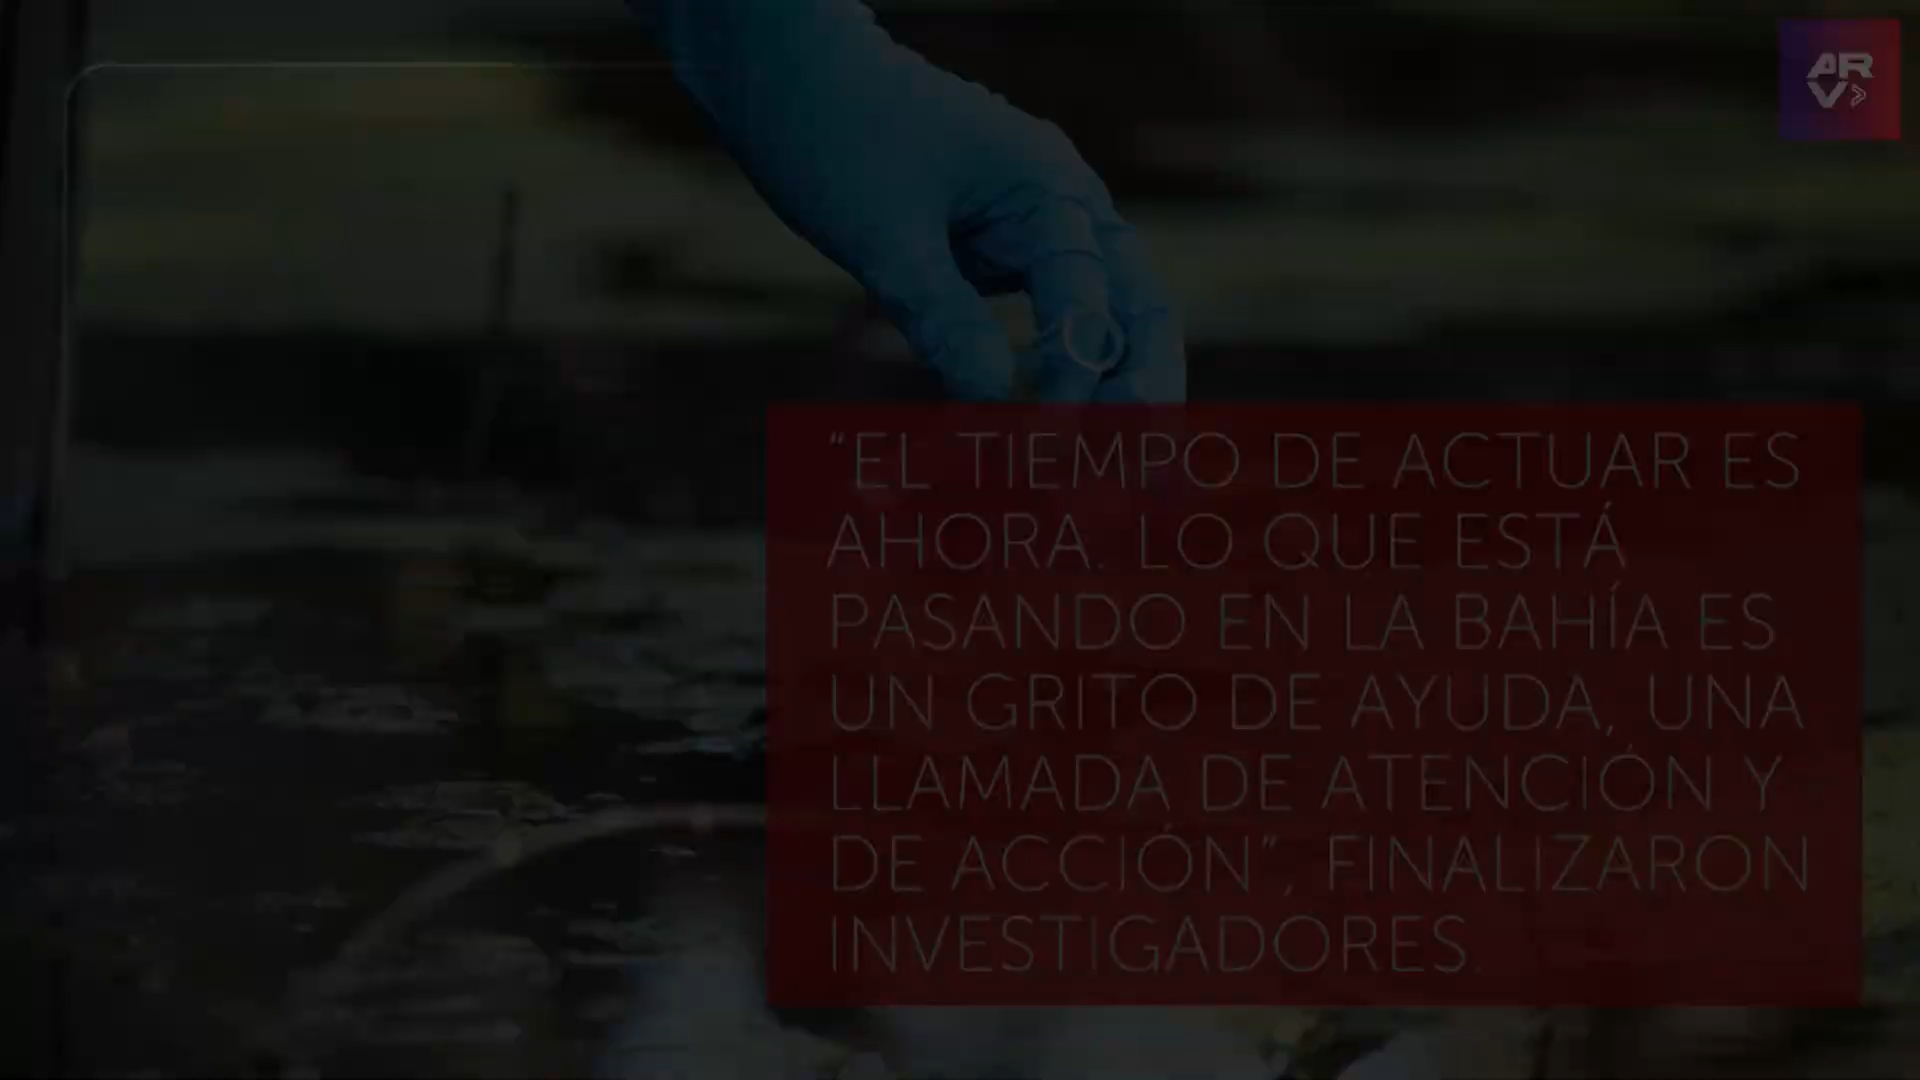 AR
V
“EL TIEMPO DE ACTUAR ES
AHORA. LO QUE ESTÁ
PASANDO EN LA BAHÍA ES
UN GRITO DE AYUDA, UNA
LLAMADA DE ATENCIÓN Y
DE ACCIÓN”, FINALIZARON
INVESTIGADORES.